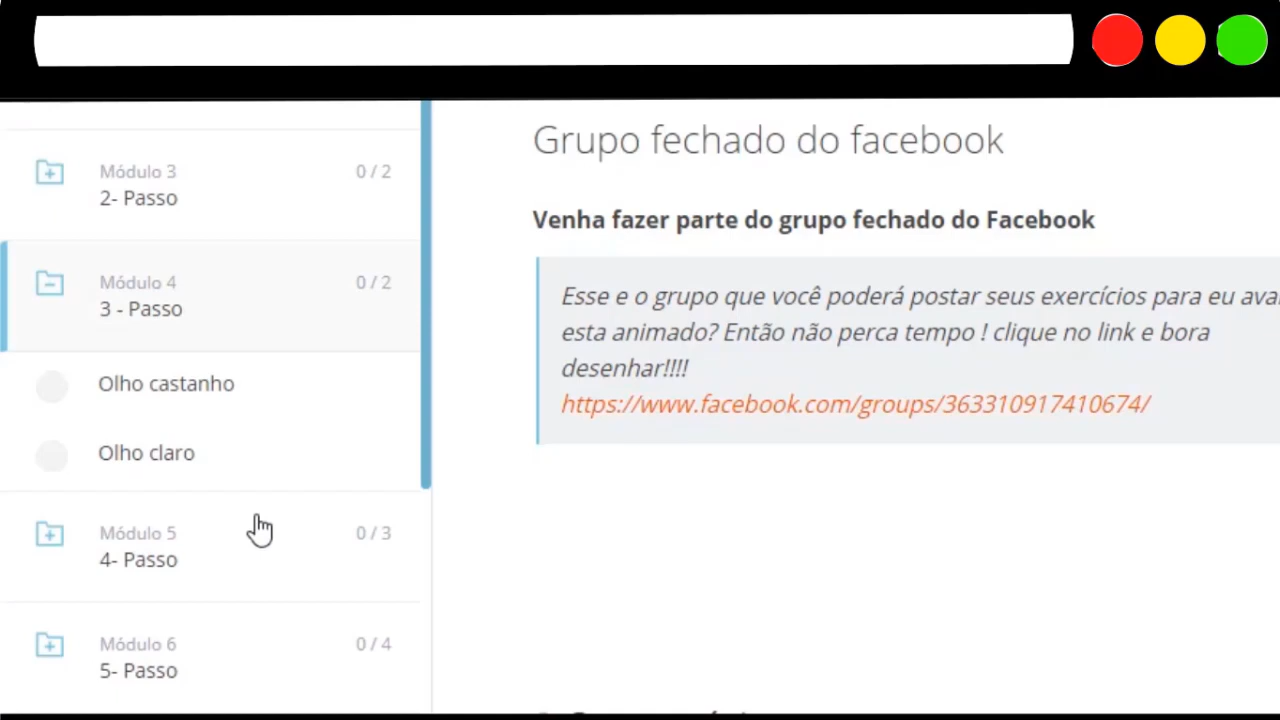 Módulo 3 0 / 2
2- Passo
Módulo 4 0 / 2
3 - Passo
Olho castanho
Olho claro
Módulo 5 0 / 3
4- Passo
Módulo 6 0 / 4
5- Passo
Grupo fechado do facebook
Venha fazer parte do grupo fechado do Facebook
Esse e o grupo que você poderá postar seus exercícios para eu
esta animado? Então não perca tempo ! clique no link e bora
desenhar!!!!
https://www.facebook.com/groups/363310917410674/